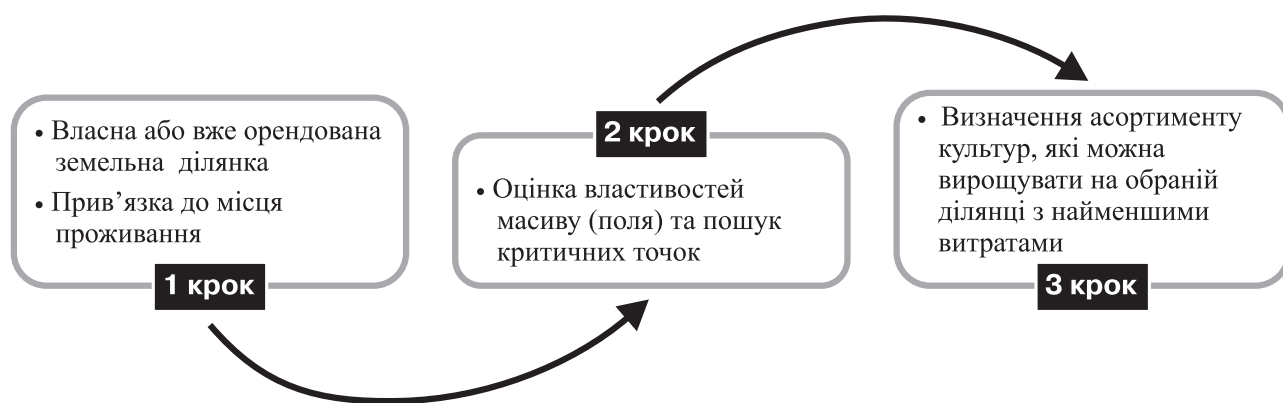 • Власна або вже орендована
земельна ділянка
• Прив’язка до місця
проживання
1 крок
2 крок
• Оцінка властивостей
масиву (поля) та пошук
критичних точок
• Визначення асортименту
культур, які можна
вирощувати на обраній
ділянці з найменшими
витратами
3 крок